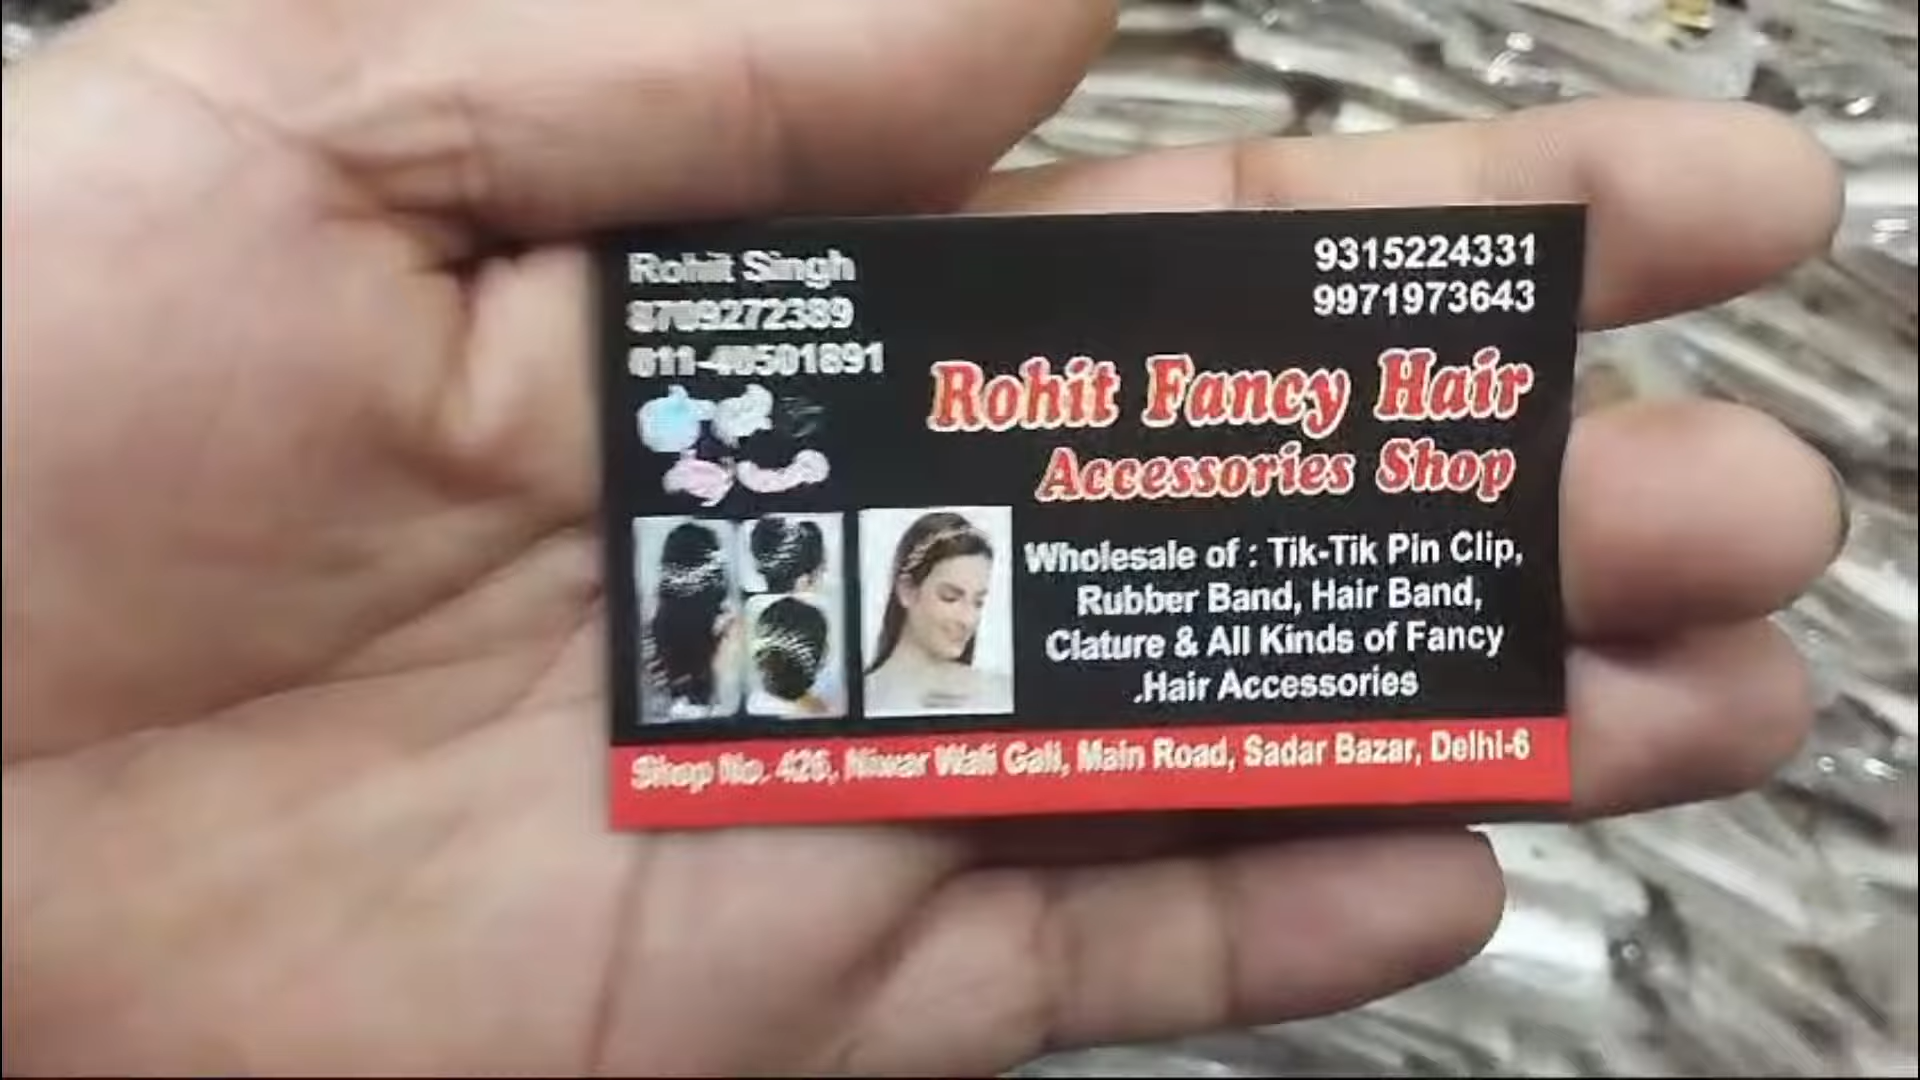 Rohit Singh
8709272389
011-40501891
9315224331
9971973643
Rohit Fancy Hair
Accessories Shop
Wholesale of : Tik-Tik Pin Clip,
Rubber Band, Hair Band,
Clature & All Kinds of Fancy
.Hair Accessories
Shop No. 426, Niwar Wali Gali, Main Road, Sadar Bazar, Delhi-6